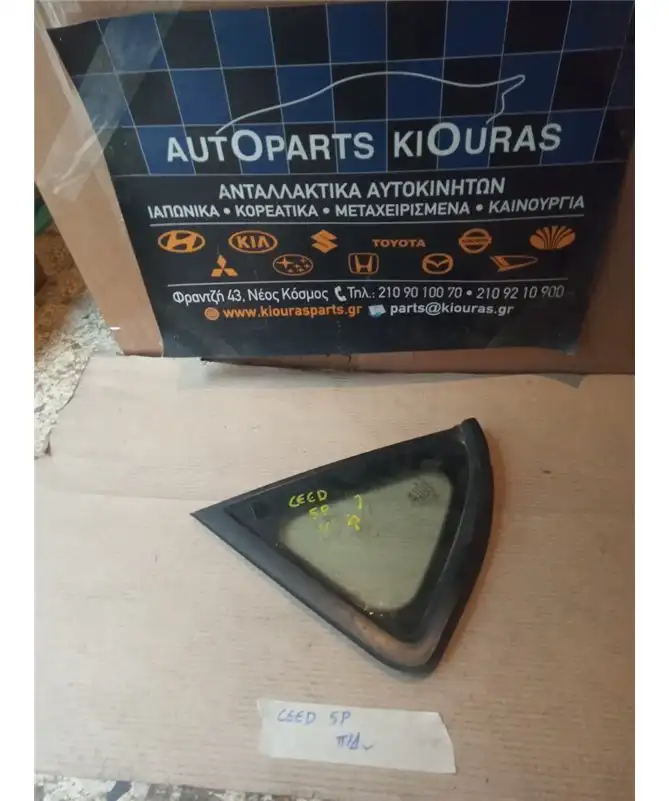 AUTOPARTS KIOURAS
ΑΝΤΑΛΛΑΚΤΙΚΑ ΑΥΤΟΚΙΝΗΤΩΝ
ΙΑΠΩΝΙΚΑ • ΚΟΡΕΑΤΙΚΑ • ΜΕΤΑΧΕΙΡΙΣΜΕΝΑ • ΚΑΙΝΟΥΡΓΙΑ
KIA TOYOTA
Φραντζή 43, Νέος Κόσμος Τηλ.: 210 90 100 70 • 210 92 10 900
www.kiourasparts.gr parts@kiouras.gr
CEED
5P
CEED 5P
π/Δ